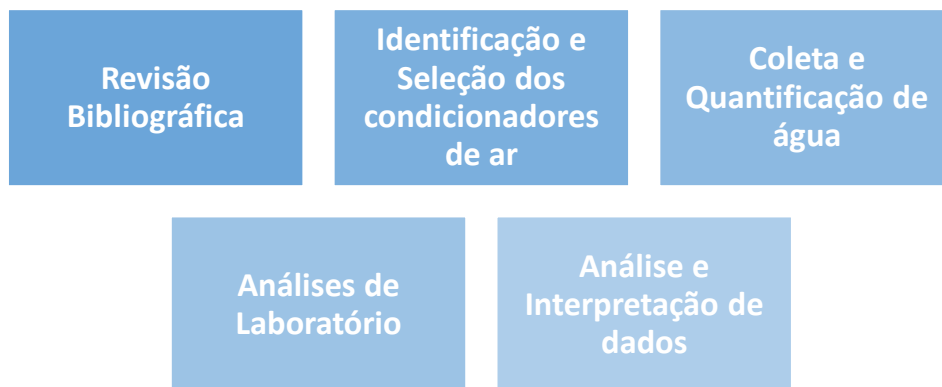 Revisão
Bibliográfica
Identificação e
Seleção dos
condicionadores
de ar
Coleta e
Quantificação de
água
Análises de
Laboratório
Análise e
Interpretação de
dados